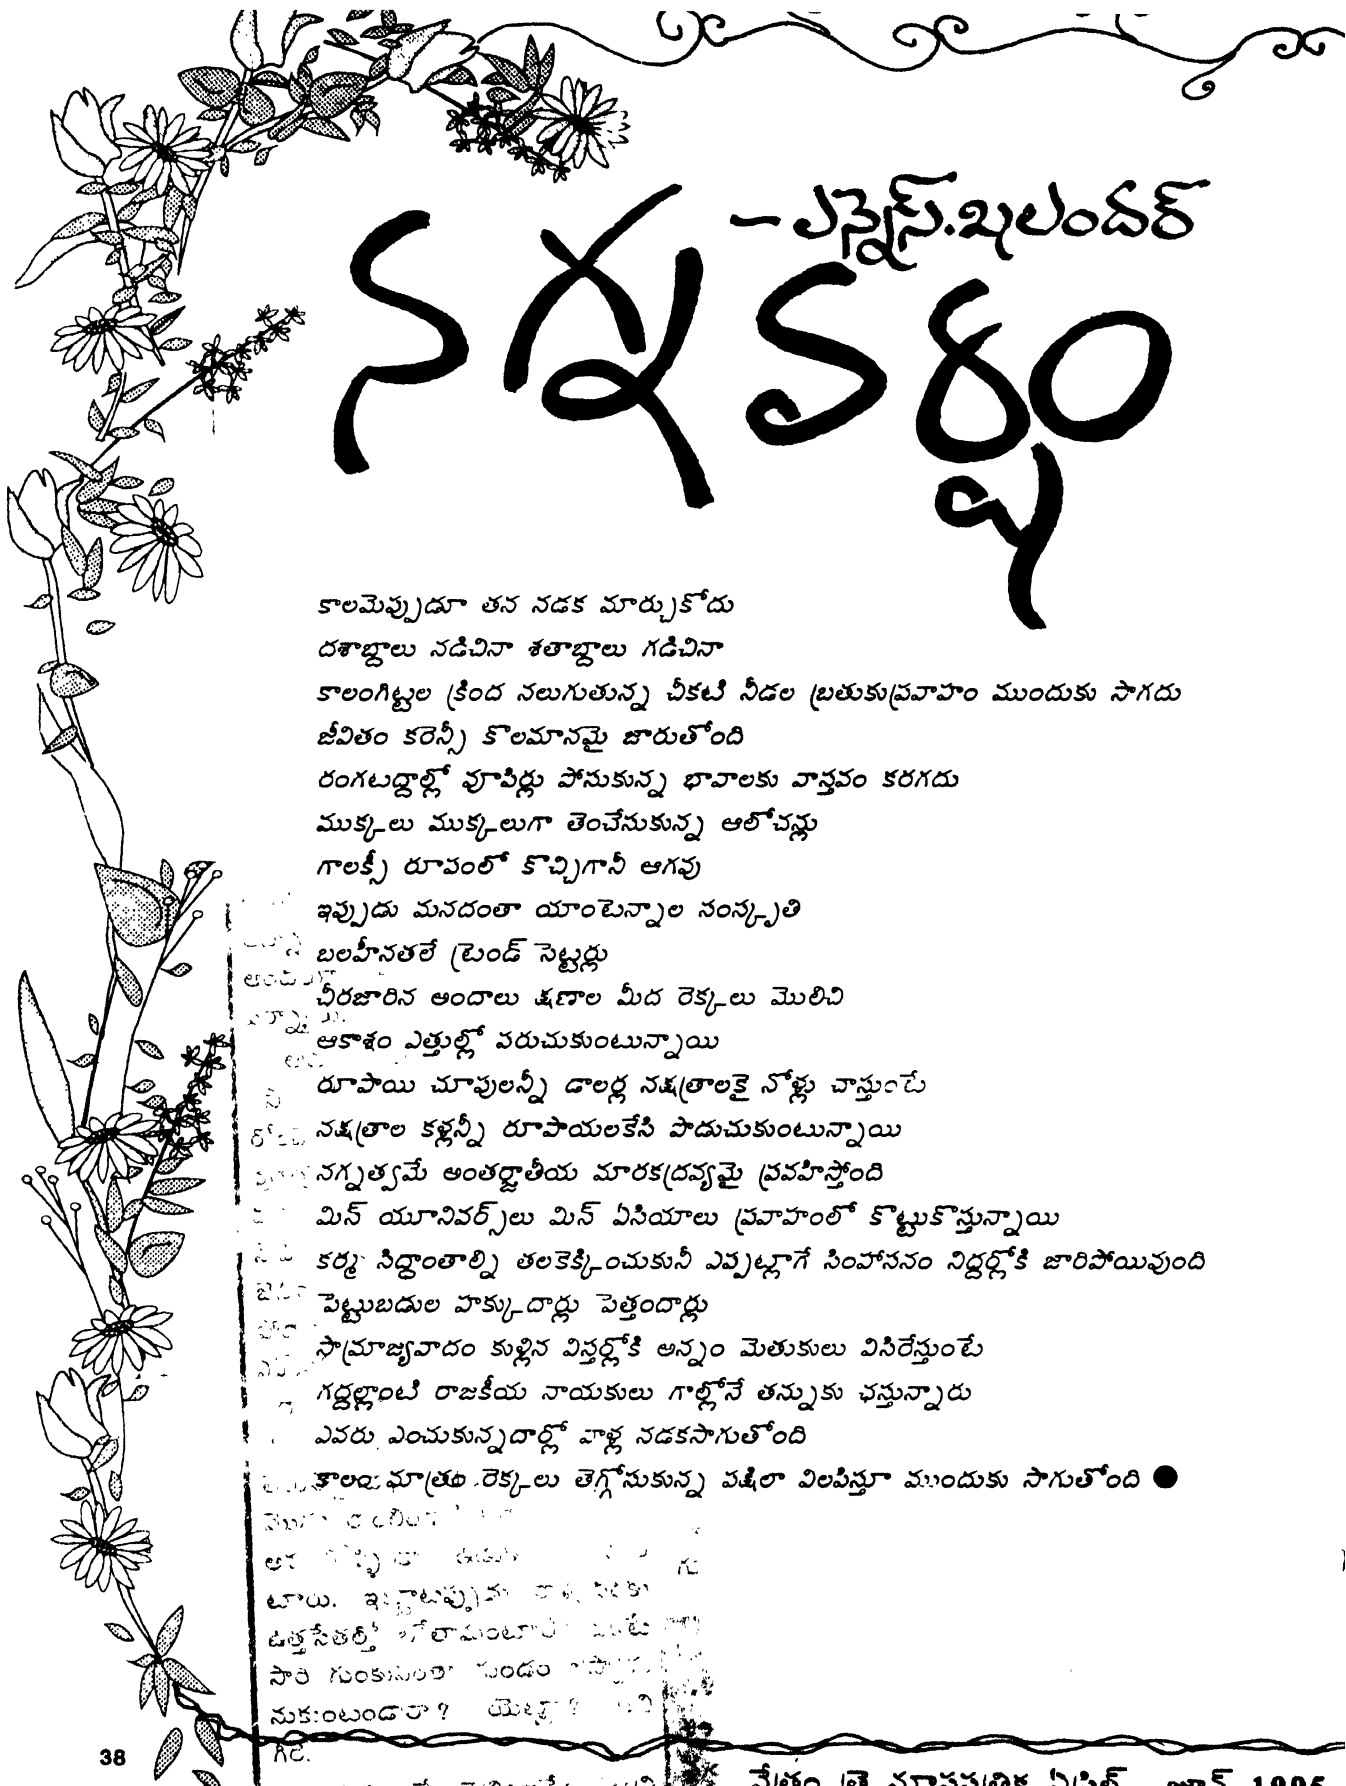 - ఎన్నెస్.ఖలందర్
నగ్నవర్షం
కాలమెప్పుడూ తన నడక మార్చుకోదు
దశాబ్దాలు నడిచినా శతాబ్దాలు గడిచినా
కాలంగిట్టల క్రింద నలుగుతున్న చీకటి నీడల బ్రతుకుప్రవాహం ముందుకు సాగదు
జీవితం కరెన్సీ కొలమానమై జారుతోంది
రంగటద్దాల్లో వూపిర్లు పోసుకున్న భావాలకు వాస్తవం కరగదు
ముక్కలు ముక్కలుగా తెంచేసుకున్న ఆలోచన్లు
గాలక్సీ రూపంలో కొచ్చిగానీ ఆగవు
ఇప్పుడు మనదంతా యాంటెన్నాల సంస్కృతి
బలహీనతలే ట్రెండ్ సెట్టర్లు
చీరజారిన అందాలు క్షణాల మీద రెక్కలు మొలిచి
ఆకాశం ఎత్తుల్లో పరుచుకుంటున్నాయి
రూపాయి చూపులన్నీ డాలర్ల నక్షత్రాలకై నోళ్లు చాస్తుంటే
నక్షత్రాల కళ్లన్నీ రూపాయలకేసి పొడుచుకుంటున్నాయి
నగ్నత్వమే అంతర్జాతీయ మారకద్రవ్యమై ప్రవహిస్తోంది
మిస్ యూనివర్స్‌లు మిస్ ఏసియాలు ప్రవాహంలో కొట్టుకొస్తున్నాయి
కర్మ సిద్ధాంతాల్ని తలకెక్కించుకునీ ఎప్పట్లాగే సింహాసనం నిద్దర్లోకి జారిపోయివుంది
పెట్టుబడుల హక్కుదార్లు పెత్తందార్లు
సామ్రాజ్యవాదం కుళ్లిన విస్తర్లోకి అన్నం మెతుకులు విసిరేస్తుంటే
గద్దల్లాంటి రాజకీయ నాయకులు గాల్లోనే తన్నుకు ఛస్తున్నారు
ఎవరు ఎంచుకున్నదార్లో వాళ్ల నడకసాగుతోంది
కాలం మాత్రం రెక్కలు తెగ్గోసుకున్న పక్షిలా విలపిస్తూ ముందుకు సాగుతోంది ●
38